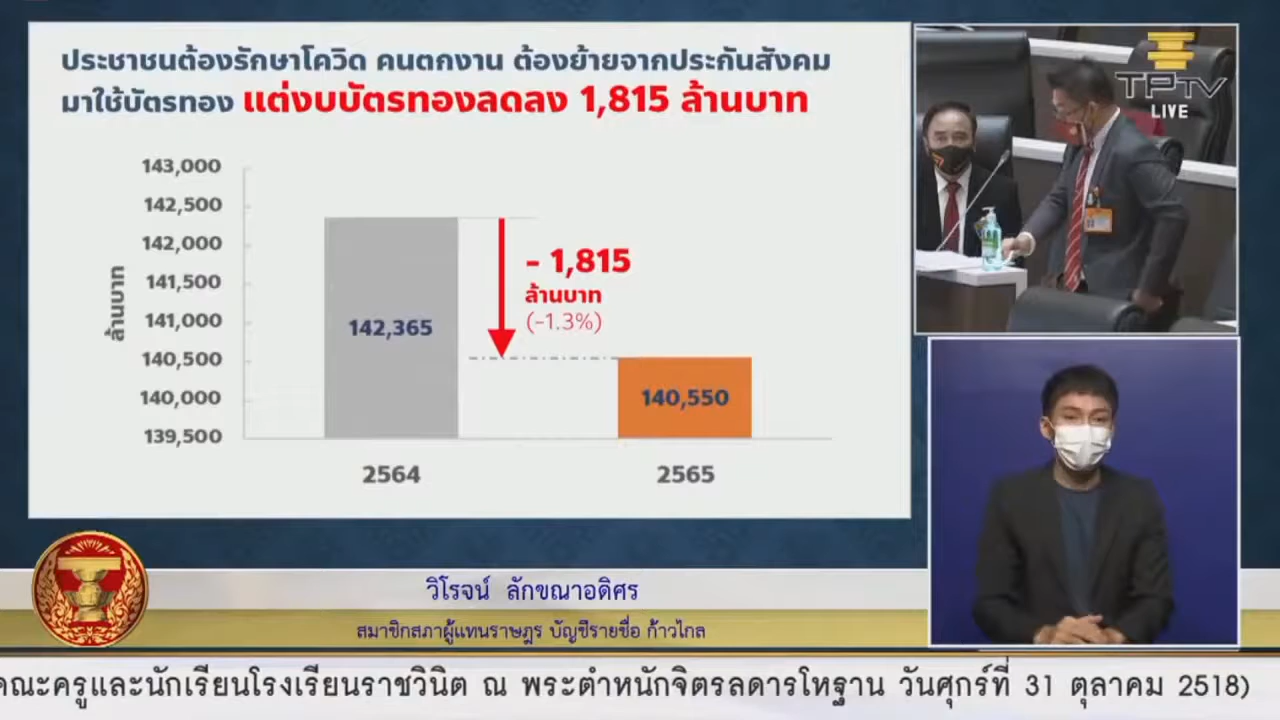 ประชาชนต้องรักษาโควิด คนตกงาน ต้องย้ายจากประกันสังคม
มาใช้บัตรทอง แต่งบบัตรทองลดลง 1,815 ล้านบาท
143,000
142,500
142,000
141,500
141,000
140,500
140,000
139,500
ล้านบาท
142,365
- 1,815
ล้านบาท
(-1.3%)
140,550
2564
2565
TPTV
LIVE
วิโรจน์ ลักขณาอดิศร
สมาชิกสภาผู้แทนราษฎร บัญชีรายชื่อ ก้าวไกล
คณะครูและนักเรียนโรงเรียนราชวินิต ณ พระตำหนักจิตรลดารโหฐาน วันศุกร์ที่ 31 ตุลาคม 2518)